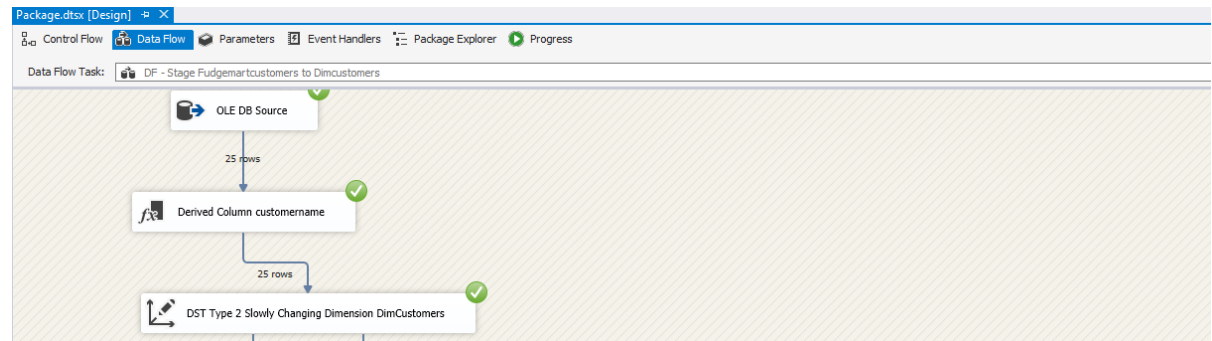 Package.dtsx [Design]
Control Flow Data Flow Parameters Event Handlers Package Explorer Progress
Data Flow Task: DF - Stage Fudgemartcustomers to Dimcustomers
OLE DB Source
25 rows
Derived Column customername
25 rows
DST Type 2 Slowly Changing Dimension DimCustomers